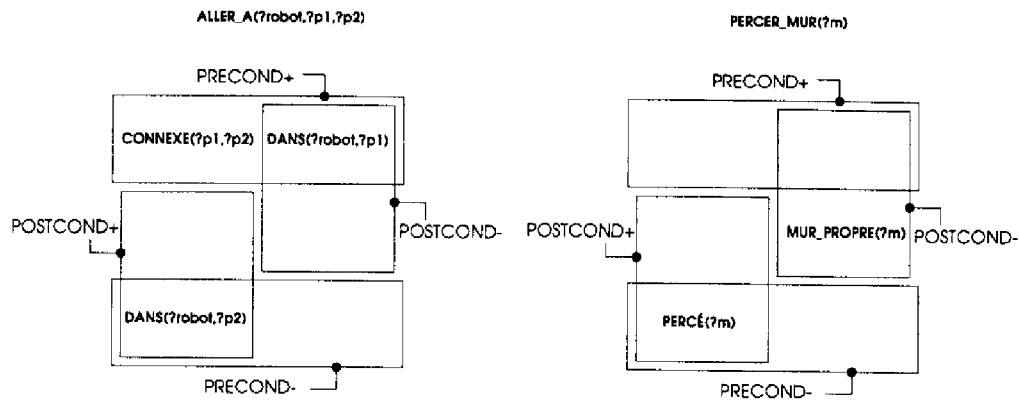 ALLER_A(?robot,?p1,?p2)
PRECOND+
CONNEXE(?p1,?p2)
DANS(?robot,?p1)
POSTCOND+
POSTCOND-
DANS(?robot,?p2)
PRECOND-
PERCER_MUR(?m)
PRECOND+
POSTCOND+
MUR_PROPRE(?m)
POSTCOND-
PERCÉ(?m)
PRECOND-